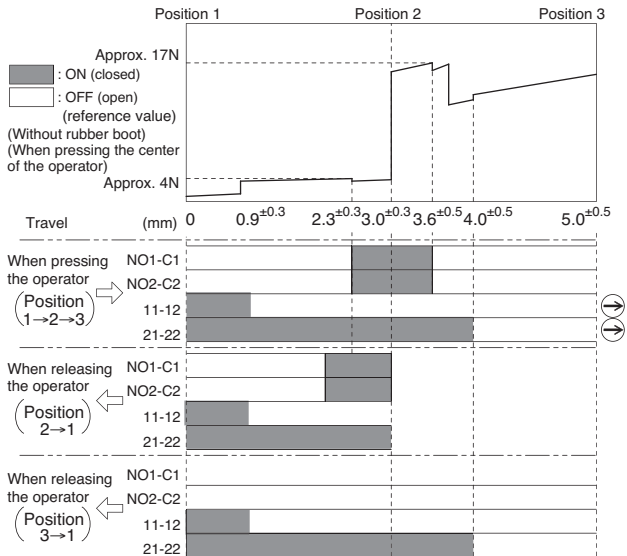 Position 1 Position 2 Position 3
Approx. 17N
: ON (closed)
: OFF (open)
(reference value)
(Without rubber boot)
(When pressing the center
of the operator)
Approx. 4N
Travel (mm) 0 0.9±0.3 2.3±0.3 3.0±0.3 3.6±0.5 4.0±0.5 5.0±0.5
When pressing
the operator
(Position
1→2→3)
NO1-C1
NO2-C2
11-12
21-22
When releasing
the operator
(Position
2→1)
NO1-C1
NO2-C2
11-12
21-22
When releasing
the operator
(Position
3→1)
NO1-C1
NO2-C2
11-12
21-22